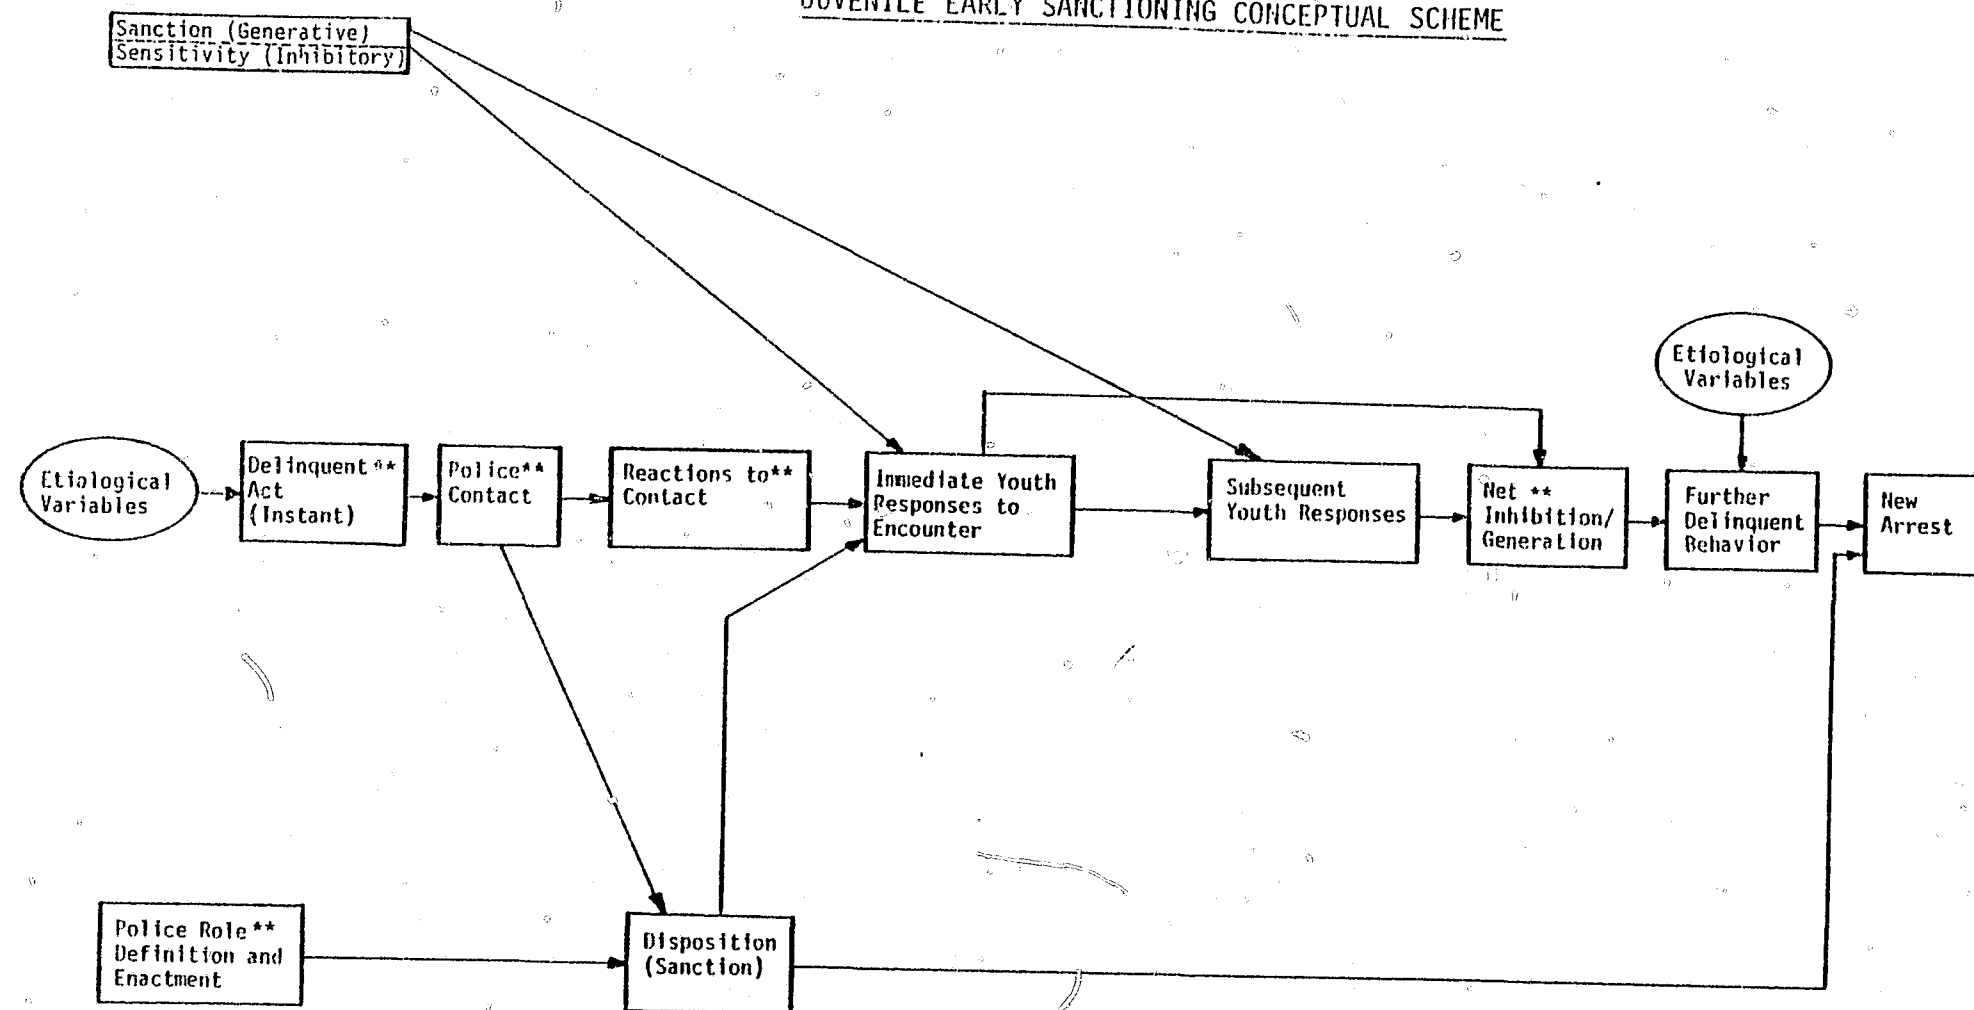 JUVENILE EARLY SANCTIONING CONCEPTUAL SCHEME
Sanction (Generative)
Sensitivity (Inhibitory)
Etiological
Variables
Etiological
Variables
Delinquent **
Act
(Instant)
Police**
Contact
Reactions to**
Contact
Immediate Youth
Responses to
Encounter
Subsequent
Youth Responses
Net **
Inhibition/
Generation
Further
Delinquent
Behavior
New
Arrest
Police Role**
Definition and
Enactment
Disposition
(Sanction)